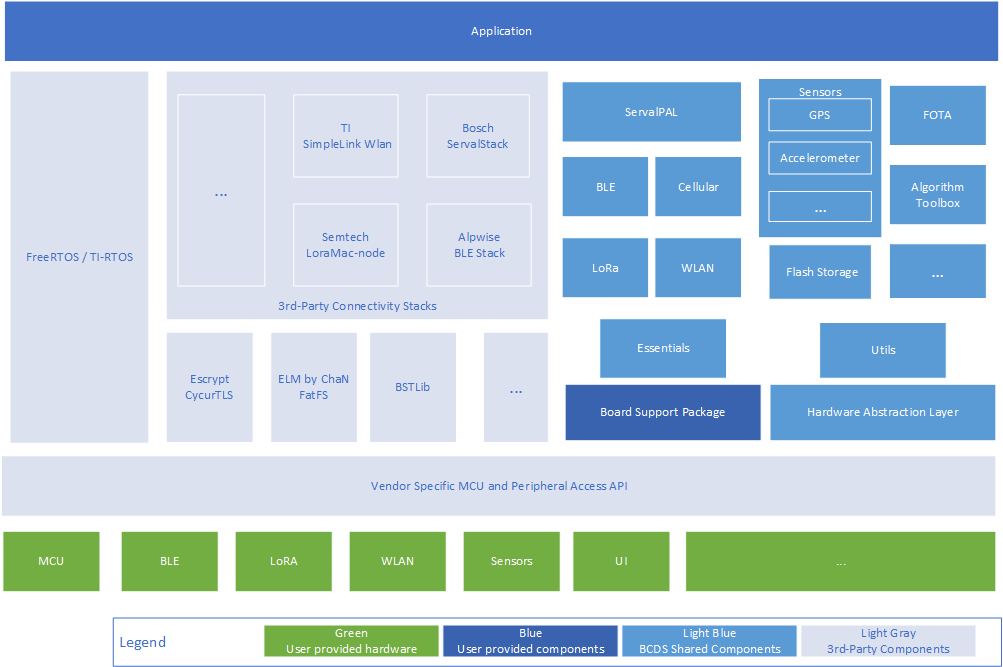 Application
FreeRTOS / TI-RTOS
...
TI
SimpleLink Wlan
Bosch
ServalStack
Semtech
LoraMac-node
Alpwise
BLE Stack
3rd-Party Connectivity Stacks
Escrypt
CycurTLS
ELM by ChaN
FatFS
BSTLib
...
ServalPAL
BLE
Cellular
LoRa
WLAN
Sensors
GPS
Accelerometer
...
FOTA
Algorithm
Toolbox
Flash Storage
...
Essentials
Utils
Board Support Package
Hardware Abstraction Layer
Vendor Specific MCU and Peripheral Access API
MCU
BLE
LoRA
WLAN
Sensors
UI
...
Legend
Green
User provided hardware
Blue
User provided components
Light Blue
BCDS Shared Components
Light Gray
3rd-Party Components